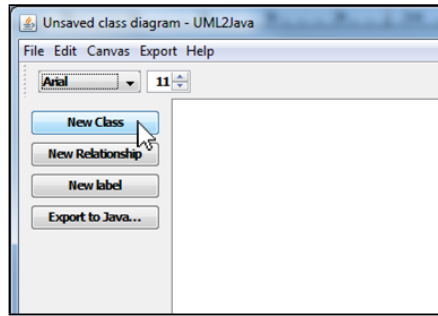 Unsaved class diagram - UML2Java
File Edit Canvas Export Help
Arial 11
New Class
New Relationship
New label
Export to Java...